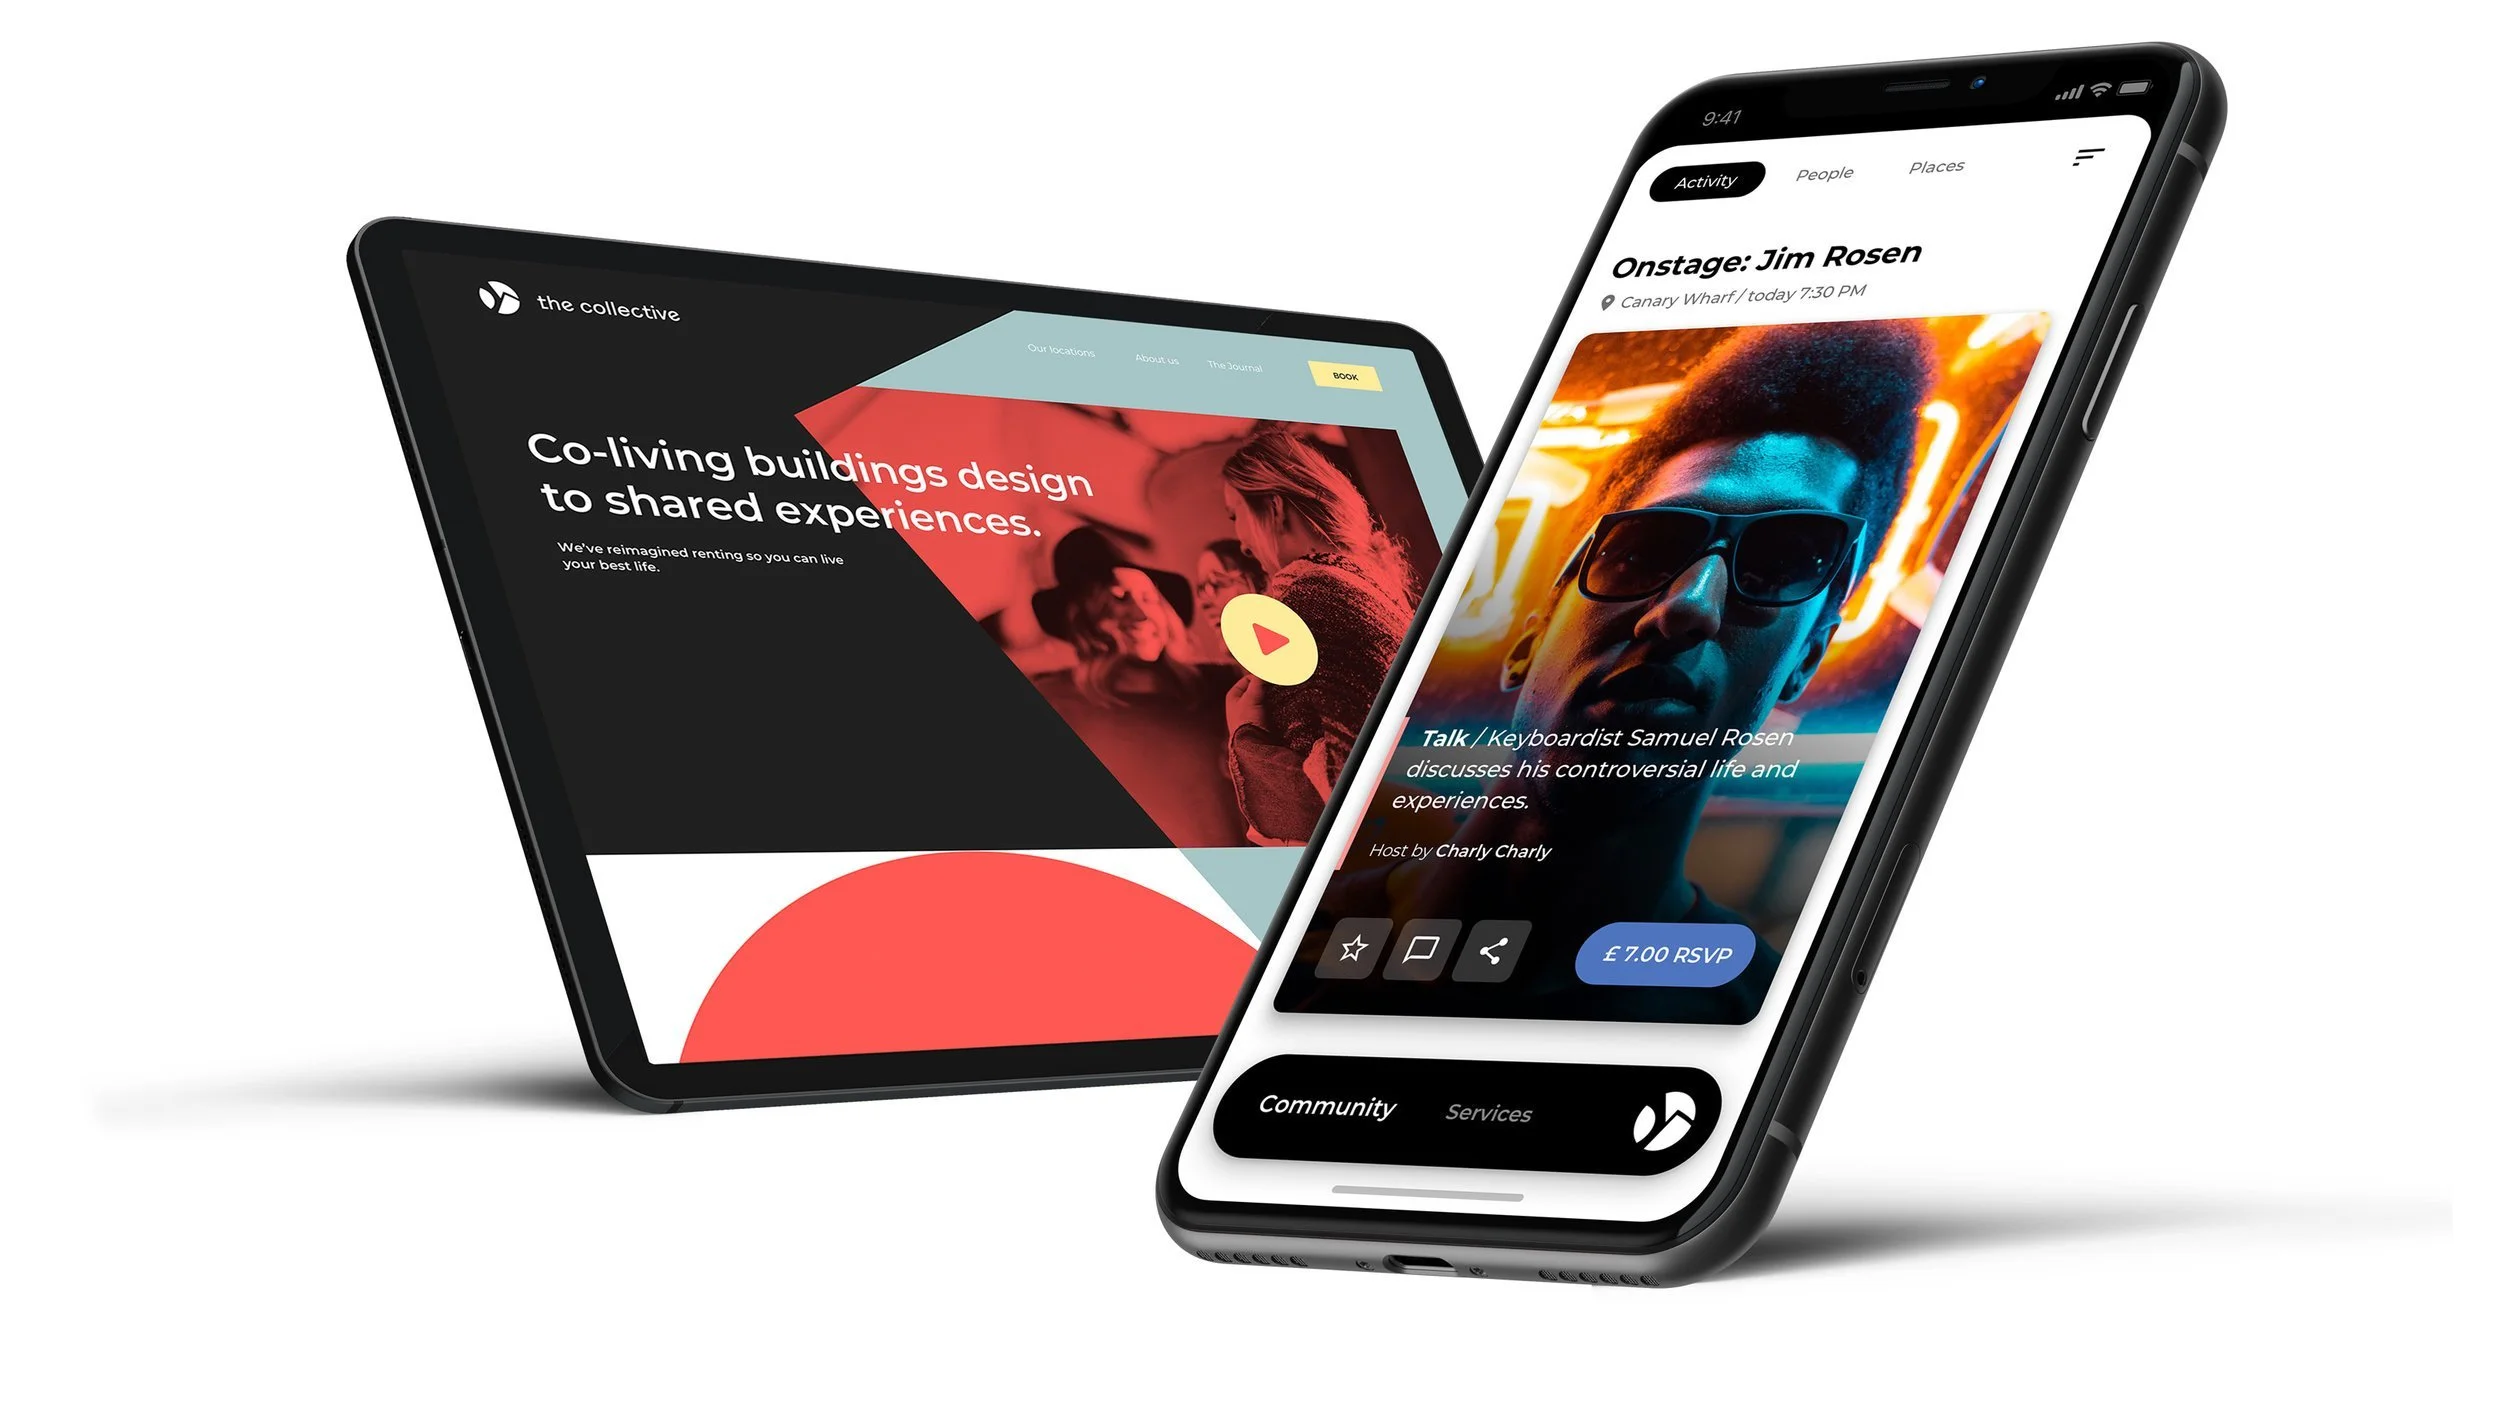 the collective
Our locations
About us
The Journal
BOOK
Co-living buildings design
to shared experiences.
We've reimagined renting so you can live
your best life.
9:41
Activity
People
Places
Onstage: Jim Rosen
Canary Wharf / today 7:30 PM
Talk / Keyboardist Samuel Rosen
discusses his controversial life and
experiences.
Host by Charly Charly
£ 7.00 RSVP
Community
Services